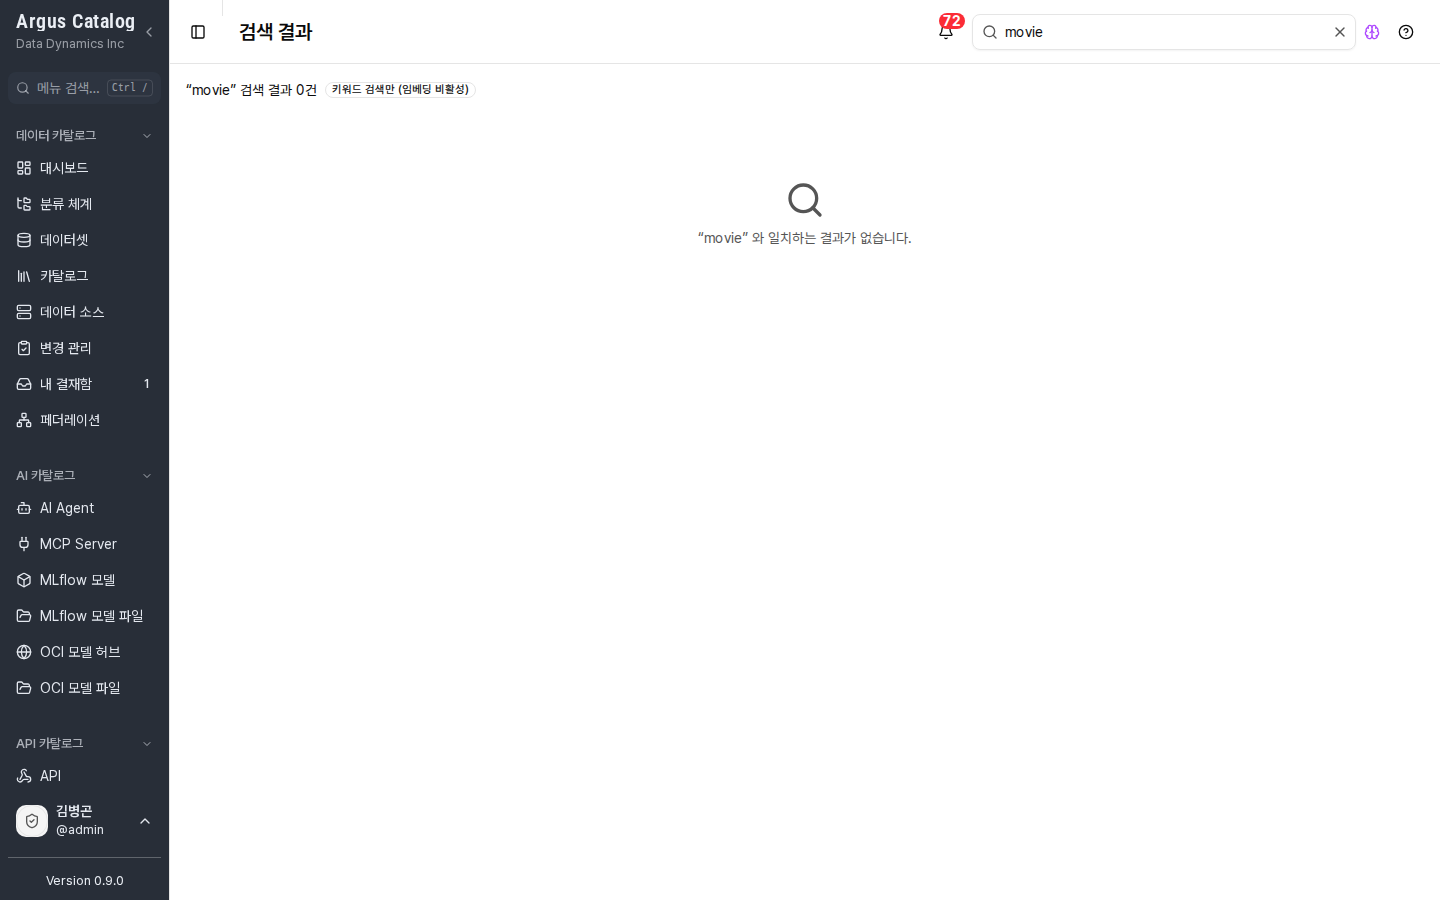 Argus Catalog
Data Dynamics Inc
메뉴 검색... Ctrl /
데이터 카탈로그
대시보드
분류 체계
데이터셋
카탈로그
데이터 소스
변경 관리
내 결재함 1
페더레이션
AI 카탈로그
AI Agent
MCP Server
MLflow 모델
MLflow 모델 파일
OCI 모델 허브
OCI 모델 파일
API 카탈로그
API
김병곤
@admin
Version 0.9.0
검색 결과
72
movie
“movie” 검색 결과 0건 키워드 검색만 (임베딩 비활성)
“movie” 와 일치하는 결과가 없습니다.